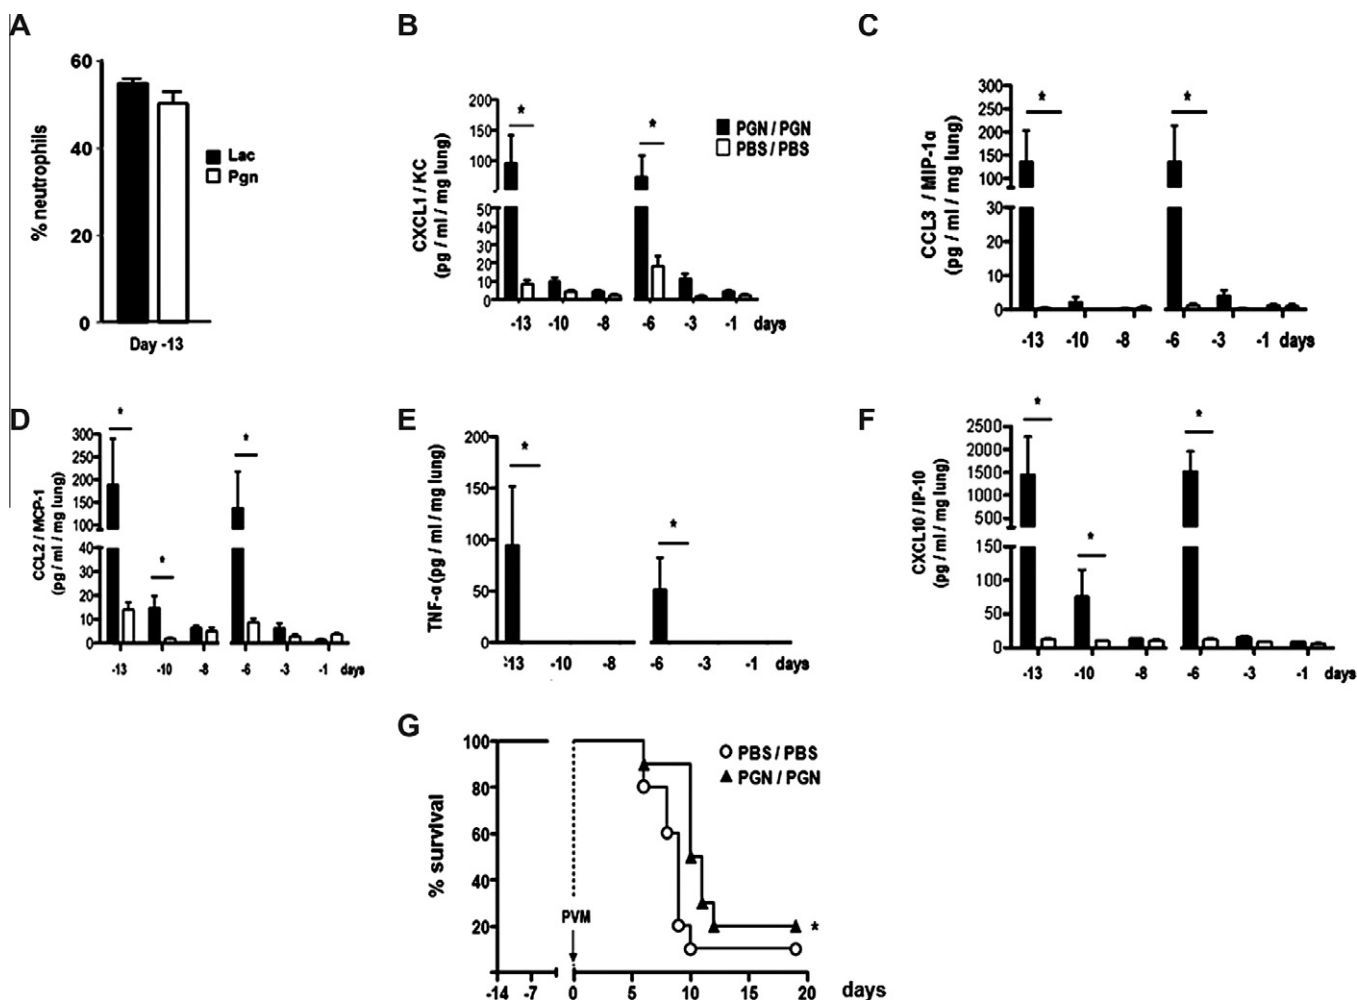 A
% neutrophils
60
40
20
0
Day -13
Lac
Pgn
B
CXCL1 / KC
(pg / ml / mg lung)
200
150
100
50
40
30
20
10
0
*
*
PGN / PGN
PBS / PBS
-13 -10 -8 -6 -3 -1 days
C
CCL3 / MIP-1α
(pg / ml / mg lung)
300
250
200
150
100
30
20
10
0
*
*
-13 -10 -8 -6 -3 -1 days
D
CCL2 / MCP-1
(pg / ml / mg lung)
300
250
200
150
100
40
30
20
10
0
*
*
*
-13 -10 -8 -6 -3 -1 days
E
TNF-α (pg / ml / mg lung)
200
150
100
50
0
*
*
-13 -10 -8 -6 -3 -1 days
F
CXCL10 / IP-10
(pg / ml / mg lung)
2500
2000
1500
1000
500
150
100
50
0
*
*
*
-13 -10 -8 -6 -3 -1 days
G
% survival
100
80
60
40
20
PVM
PBS / PBS
PGN / PGN
*
-14 -7 0 5 10 15 20 days